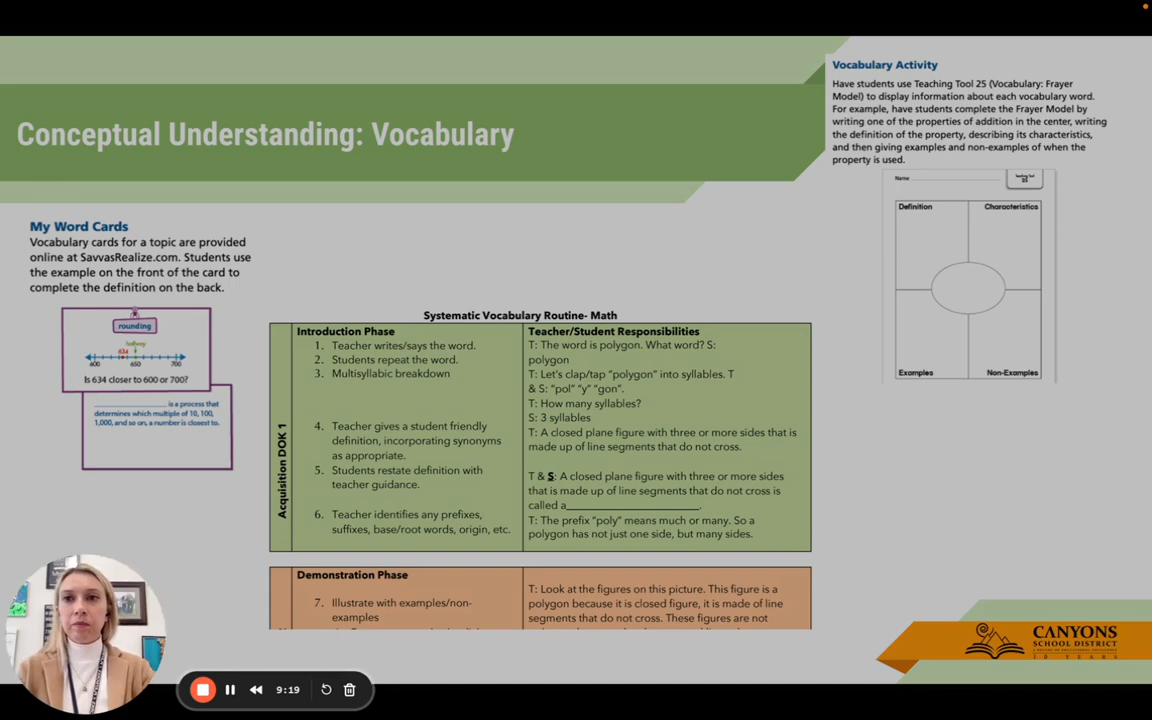 Conceptual Understanding: Vocabulary
Vocabulary Activity
Have students use Teaching Tool 25 (Vocabulary: Frayer
Model) to display information about each vocabulary word.
For example, have students complete the Frayer Model by
writing one of the properties of addition in the center, writing
the definition of the property, describing its characteristics,
and then giving examples and non-examples of when the
property is used.
Name
Teaching Tool
25
Definition
Characteristics
Examples
Non-Examples
My Word Cards
Vocabulary cards for a topic are provided
online at SavvasRealize.com. Students use
the example on the front of the card to
complete the definition on the back.
rounding
halfway
634
600 650 700
Is 634 closer to 600 or 700?
____________ is a process that
determines which multiple of 10, 100,
1,000, and so on, a number is closest to.
Systematic Vocabulary Routine- Math
Acquisition DOK 1
Introduction Phase
1. Teacher writes/says the word.
2. Students repeat the word.
3. Multisyllabic breakdown
4. Teacher gives a student friendly
definition, incorporating synonyms
as appropriate.
5. Students restate definition with
teacher guidance.
6. Teacher identifies any prefixes,
suffixes, base/root words, origin, etc.
Teacher/Student Responsibilities
T: The word is polygon. What word? S:
polygon
T: Let's clap/tap "polygon" into syllables. T
& S: "pol" "y" "gon".
T: How many syllables?
S: 3 syllables
T: A closed plane figure with three or more sides that is
made up of line segments that do not cross.
T & S: A closed plane figure with three or more sides
that is made up of line segments that do not cross is
called a____________________.
T: The prefix "poly" means much or many. So a
polygon has not just one side, but many sides.
Demonstration Phase
7. Illustrate with examples/non-
examples
T: Look at the figures on this picture. This figure is a
polygon because it is closed figure, it is made of line
segments that do not cross. These figures are not
CANYONS
SCHOOL DISTRICT
10 YEARS
9:19